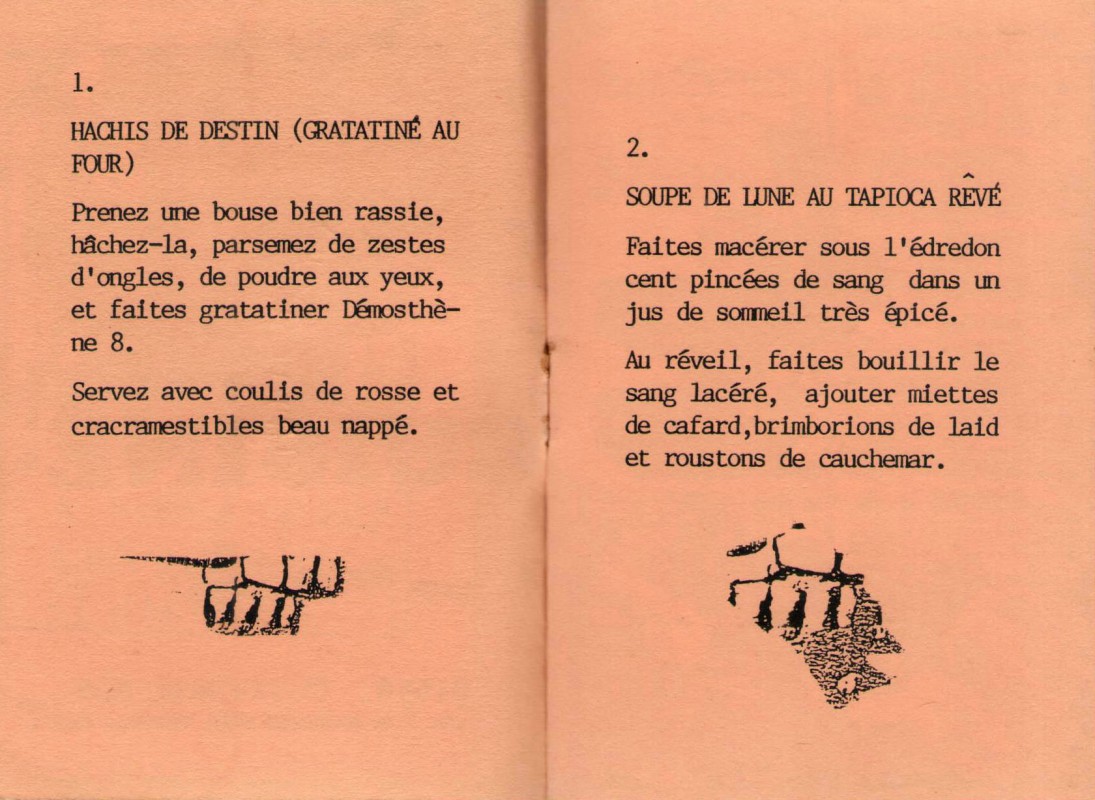 1.
HACHIS DE DESTIN (GRATATINÉ AU
FOUR)
Prenez une bouse bien rassie,
hâchez-la, parsemez de zestes
d'ongles, de poudre aux yeux,
et faites gratatiner Démosthè-
ne 8.
Servez avec coulis de rosse et
cracramestibles beau nappé.
2.
SOUPE DE LUNE AU TAPIOCA RÊVÉ
Faites macérer sous l'édredon
cent pincées de sang  dans un
jus de sommeil très épicé.
Au réveil, faites bouillir le
sang lacéré,  ajouter miettes
de cafard,brimborions de laid
et roustons de cauchemar.